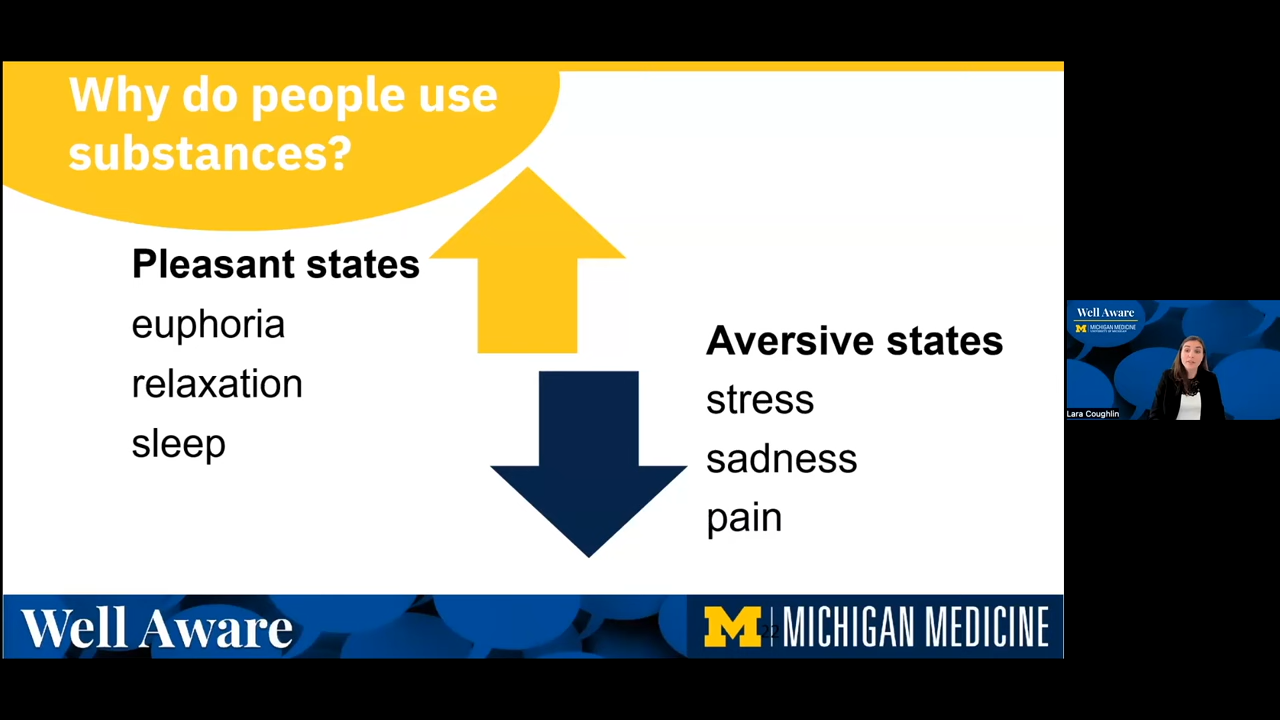 Why do people use
substances?
Pleasant states
euphoria
relaxation
sleep
Aversive states
stress
sadness
pain
Well Aware
M | MICHIGAN MEDICINE
22
Well Aware
M | MICHIGAN MEDICINE
Lara Coughlin